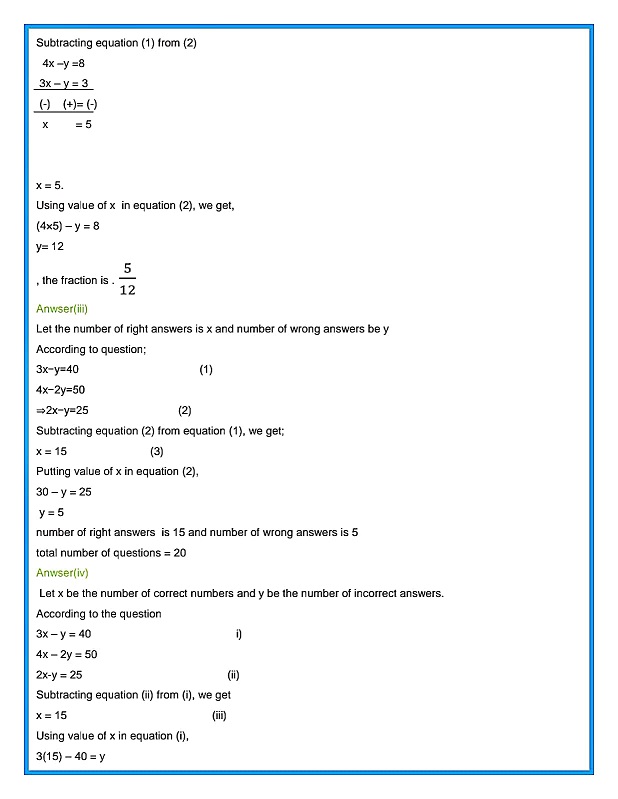 Subtracting equation (1) from (2)
4x –y =8
3x – y = 3
(-) (+)= (-)
x = 5
x = 5.
Using value of x in equation (2), we get,
(4×5) – y = 8
y= 12
, the fraction is . 5/12
Anwser(iii)
Let the number of right answers is x and number of wrong answers be y
According to question;
3x−y=40 (1)
4x−2y=50
⇒2x−y=25 (2)
Subtracting equation (2) from equation (1), we get;
x = 15 (3)
Putting value of x in equation (2),
30 – y = 25
y = 5
number of right answers is 15 and number of wrong answers is 5
total number of questions = 20
Anwser(iv)
Let x be the number of correct numbers and y be the number of incorrect answers.
According to the question
3x – y = 40 i)
4x – 2y = 50
2x-y = 25 (ii)
Subtracting equation (ii) from (i), we get
x = 15 (iii)
Using value of x in equation (i),
3(15) – 40 = y